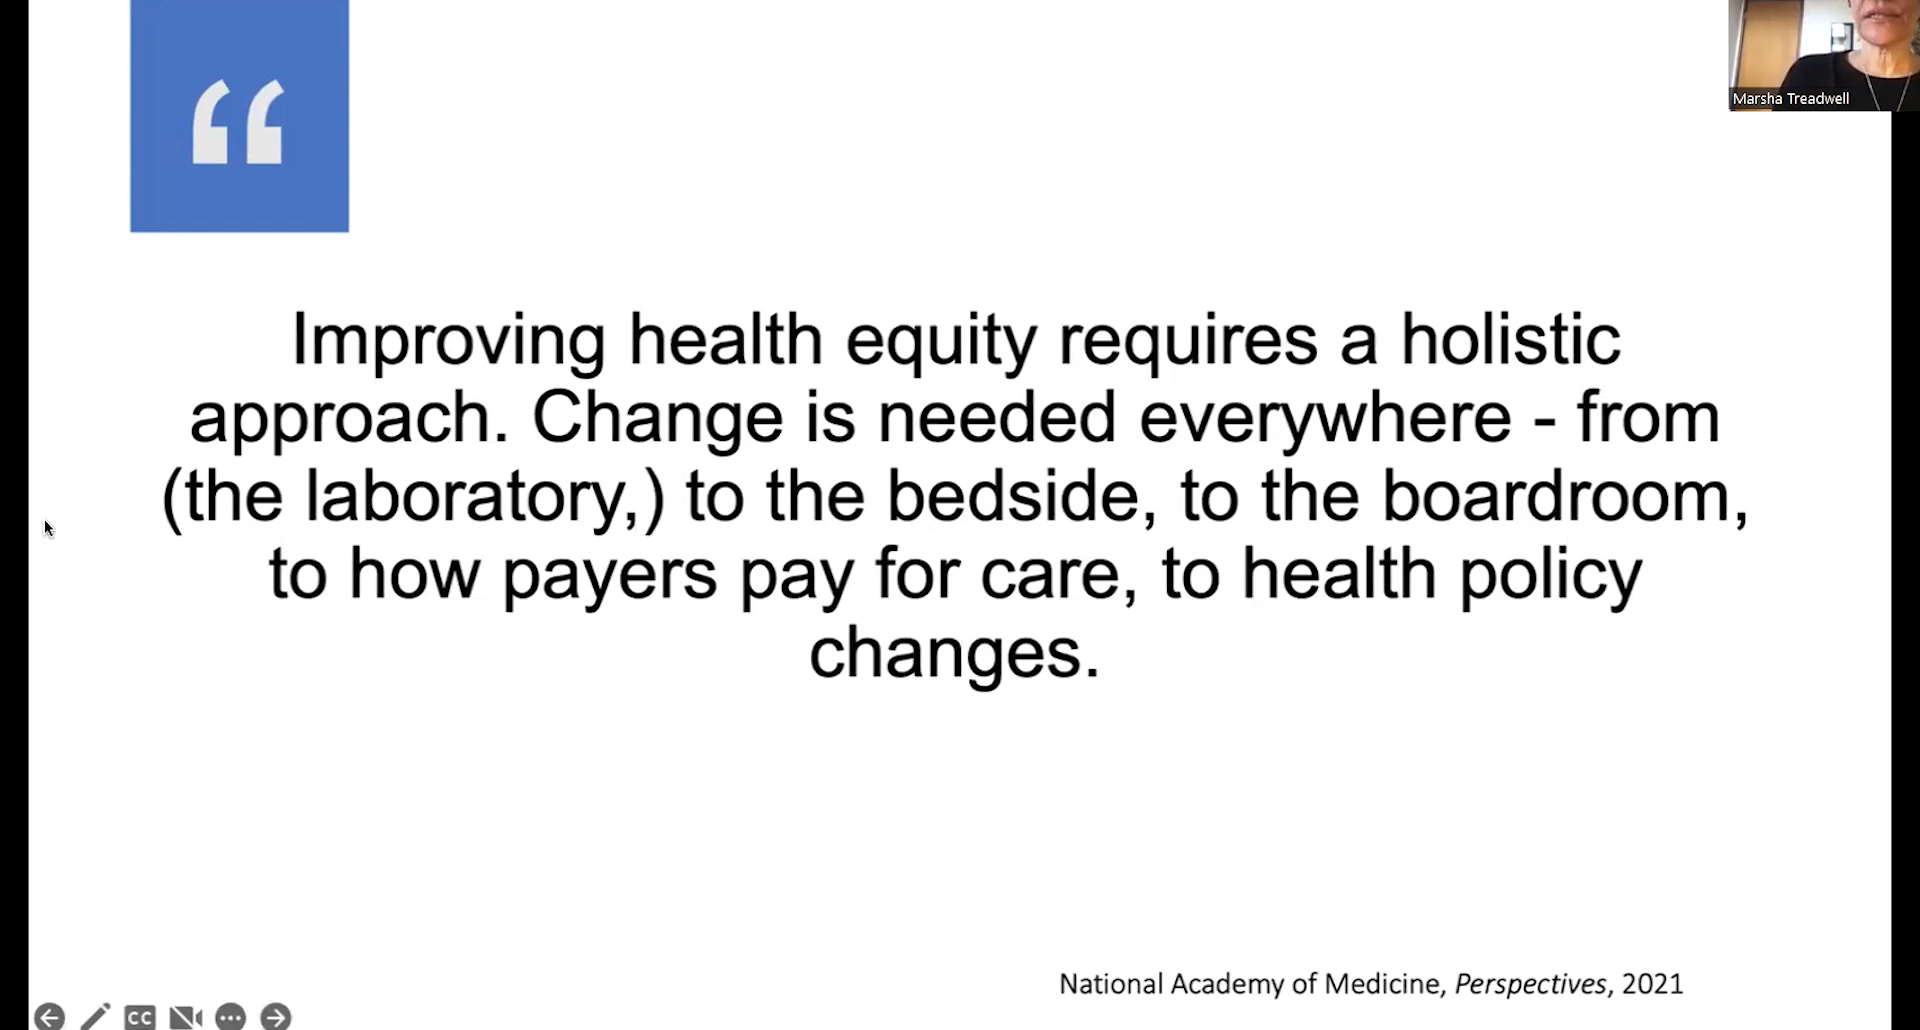 “
Marsha Treadwell
Improving health equity requires a holistic
approach. Change is needed everywhere - from
(the laboratory,) to the bedside, to the boardroom,
to how payers pay for care, to health policy
changes.
National Academy of Medicine, Perspectives, 2021
CC